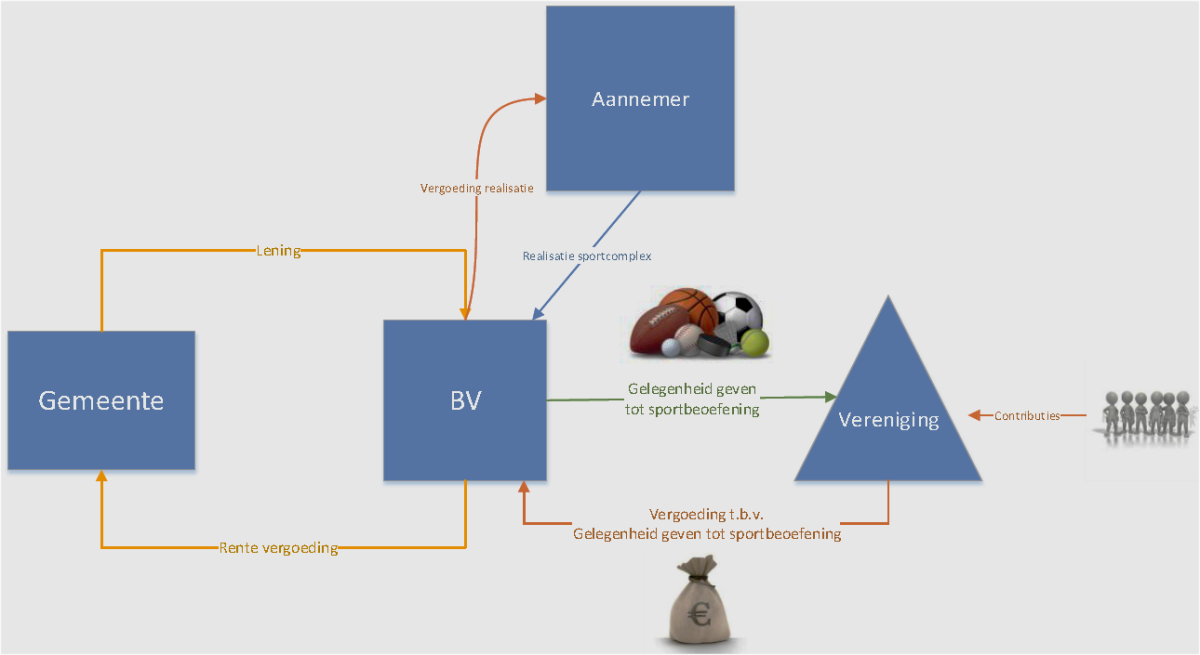 Aannemer
Vergoeding realisatie
Lening
Realisatie sportcomplex
Gemeente
BV
Gelegenheid geven
tot sportbeoefening
Vereniging
Contributies
Vergoeding t.b.v.
Gelegenheid geven tot sportbeoefening
Rente vergoeding
€